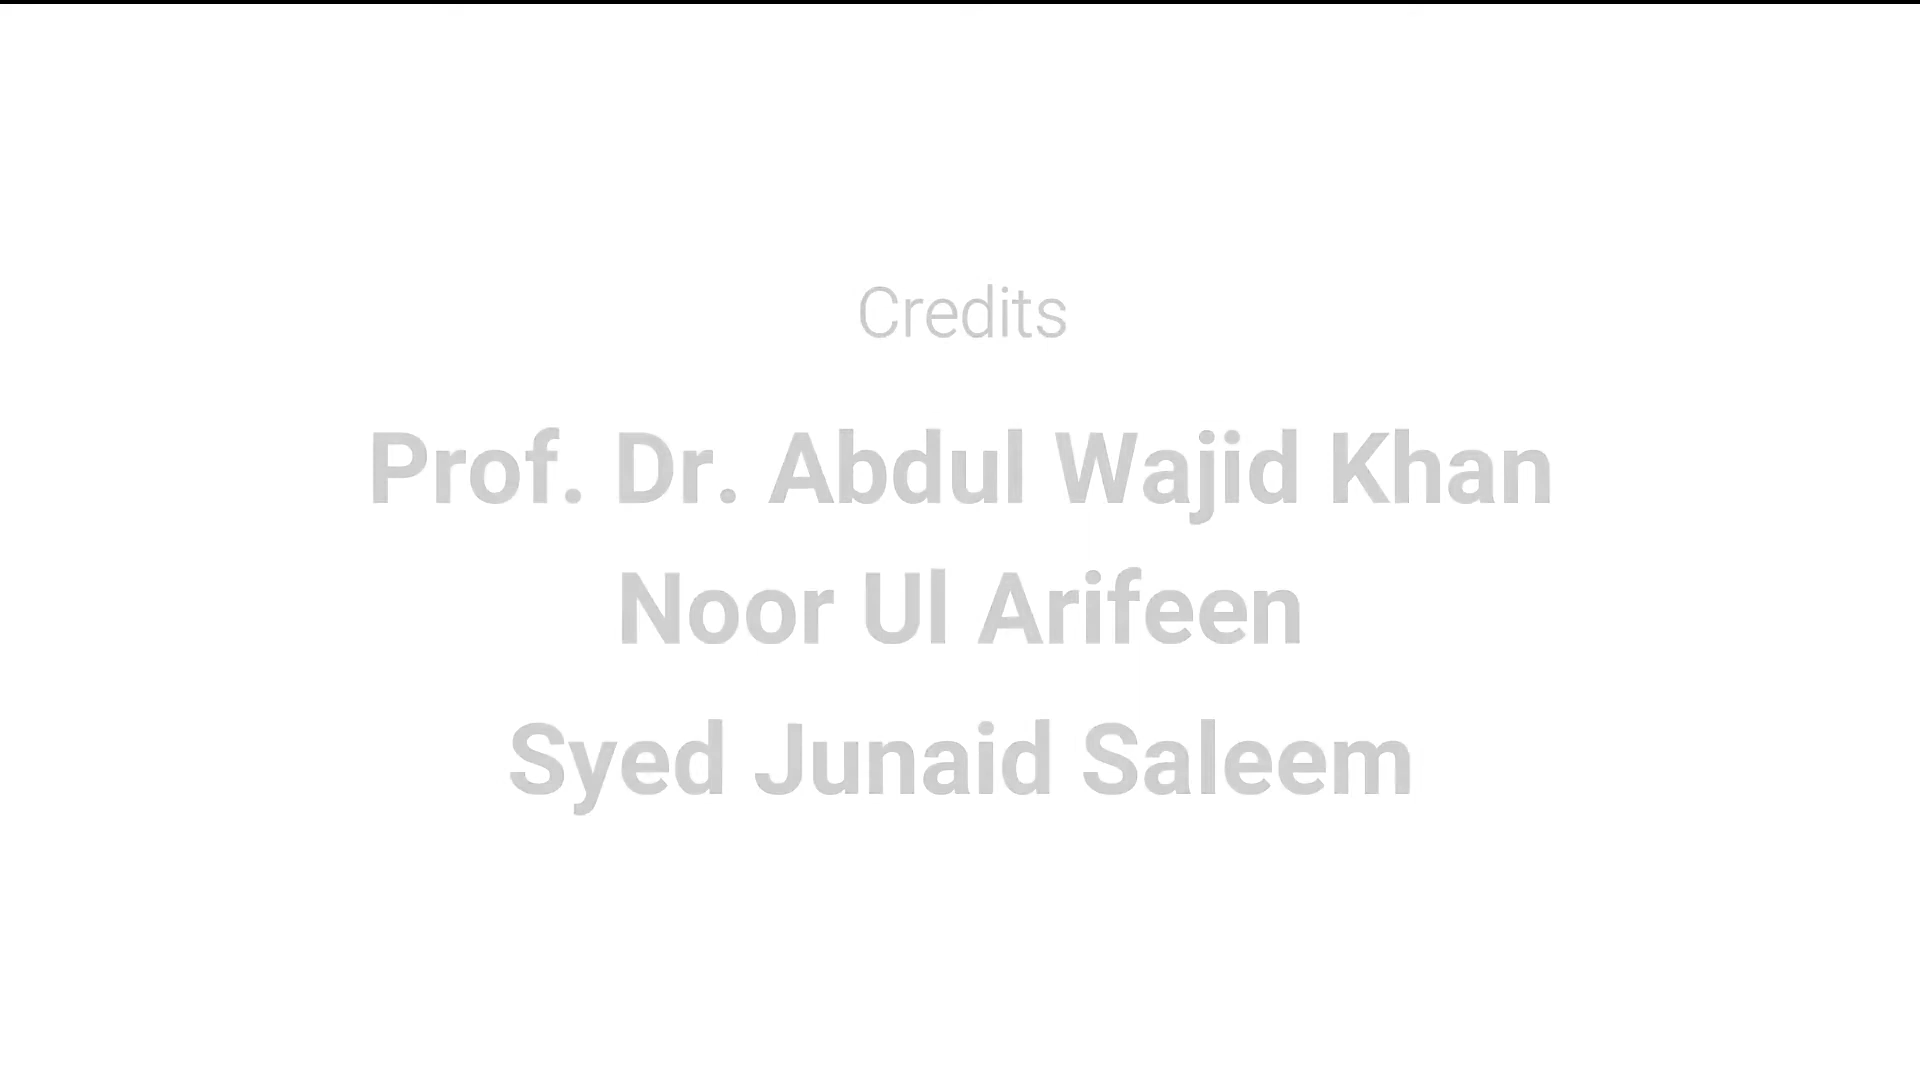 Credits
Prof. Dr. Abdul Wajid Khan
Noor Ul Arifeen
Syed Junaid Saleem